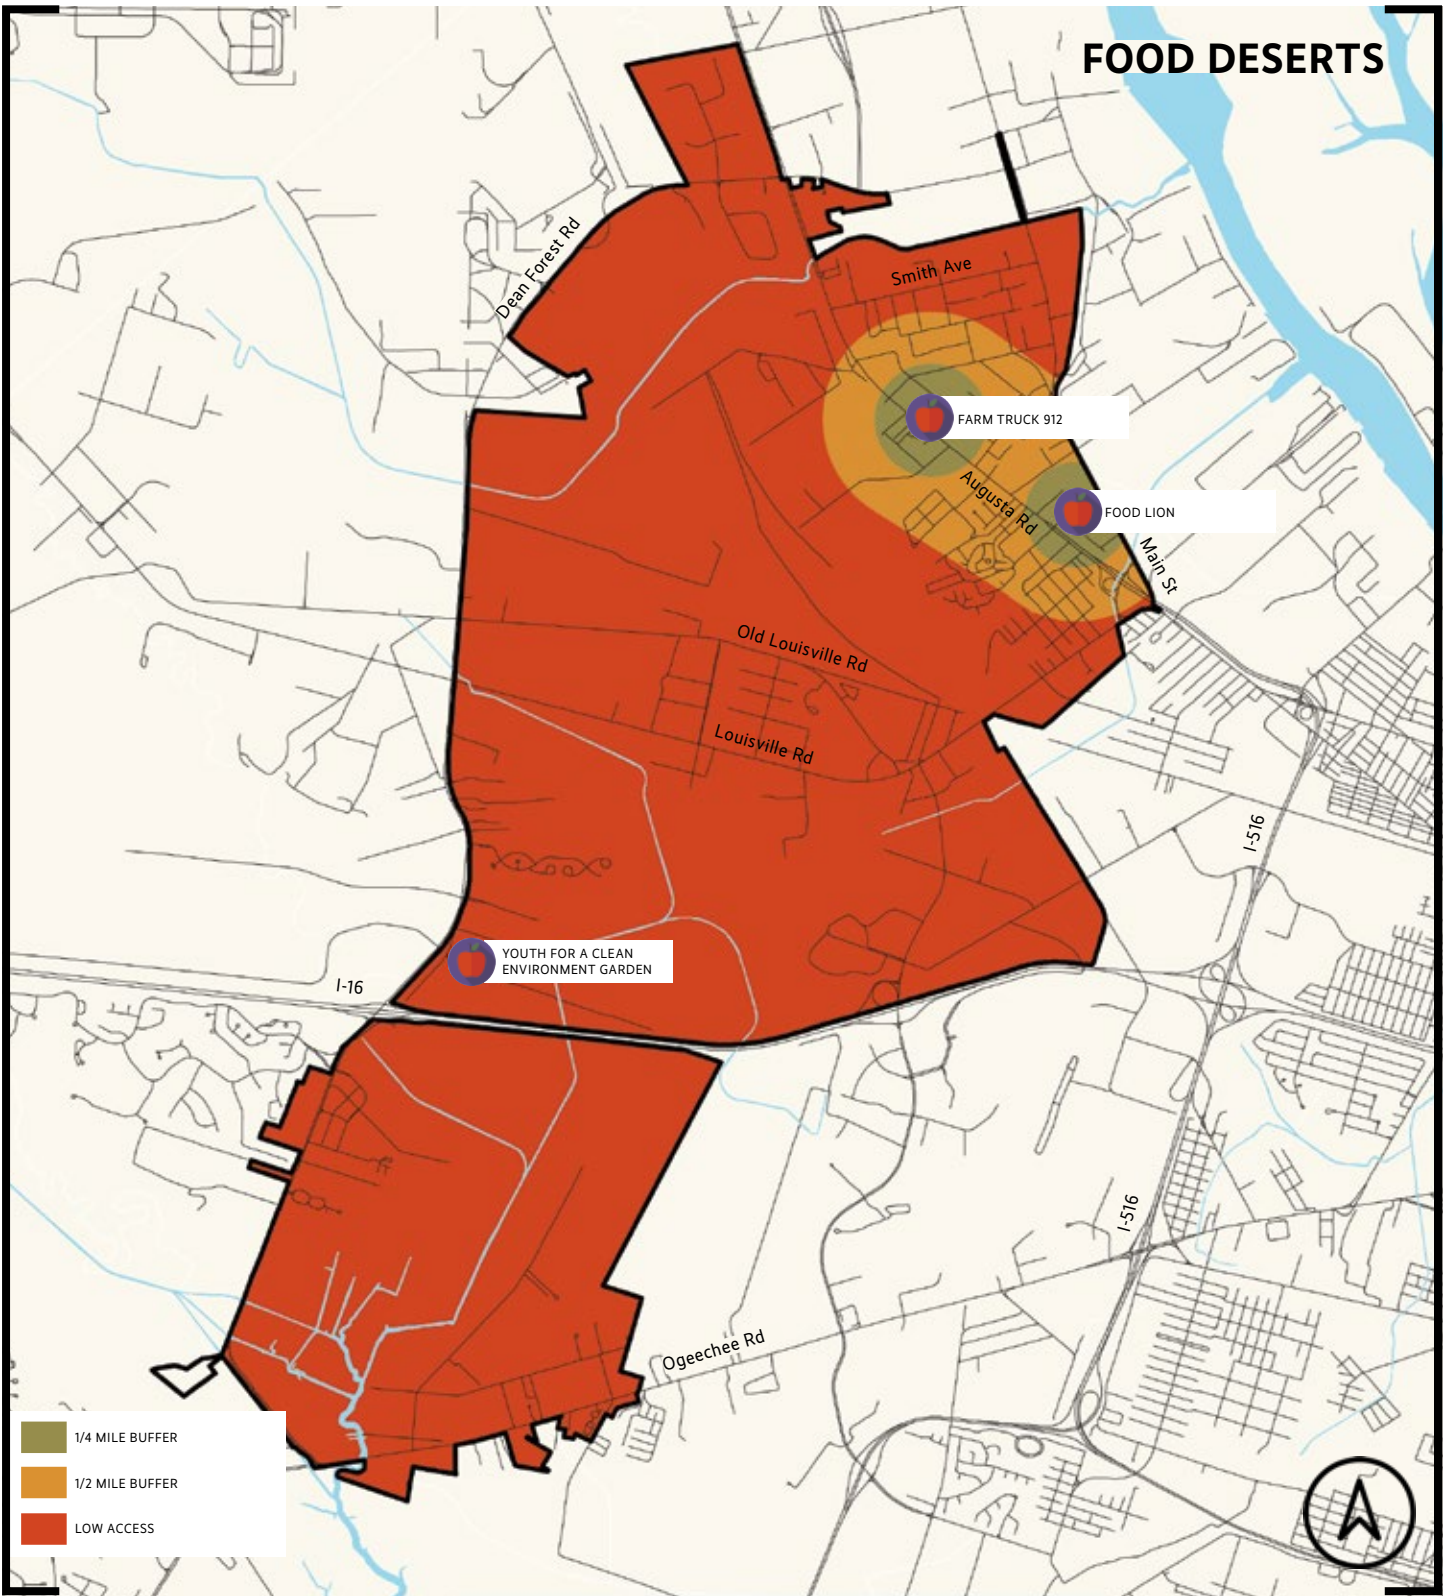 FOOD DESERTS
Dean Forest Rd
Smith Ave
FARM TRUCK 912
Augusta Rd
FOOD LION
Main St
Old Louisville Rd
Louisville Rd
I-516
YOUTH FOR A CLEAN
ENVIRONMENT GARDEN
I-16
I-516
Ogeechee Rd
1/4 MILE BUFFER
1/2 MILE BUFFER
LOW ACCESS